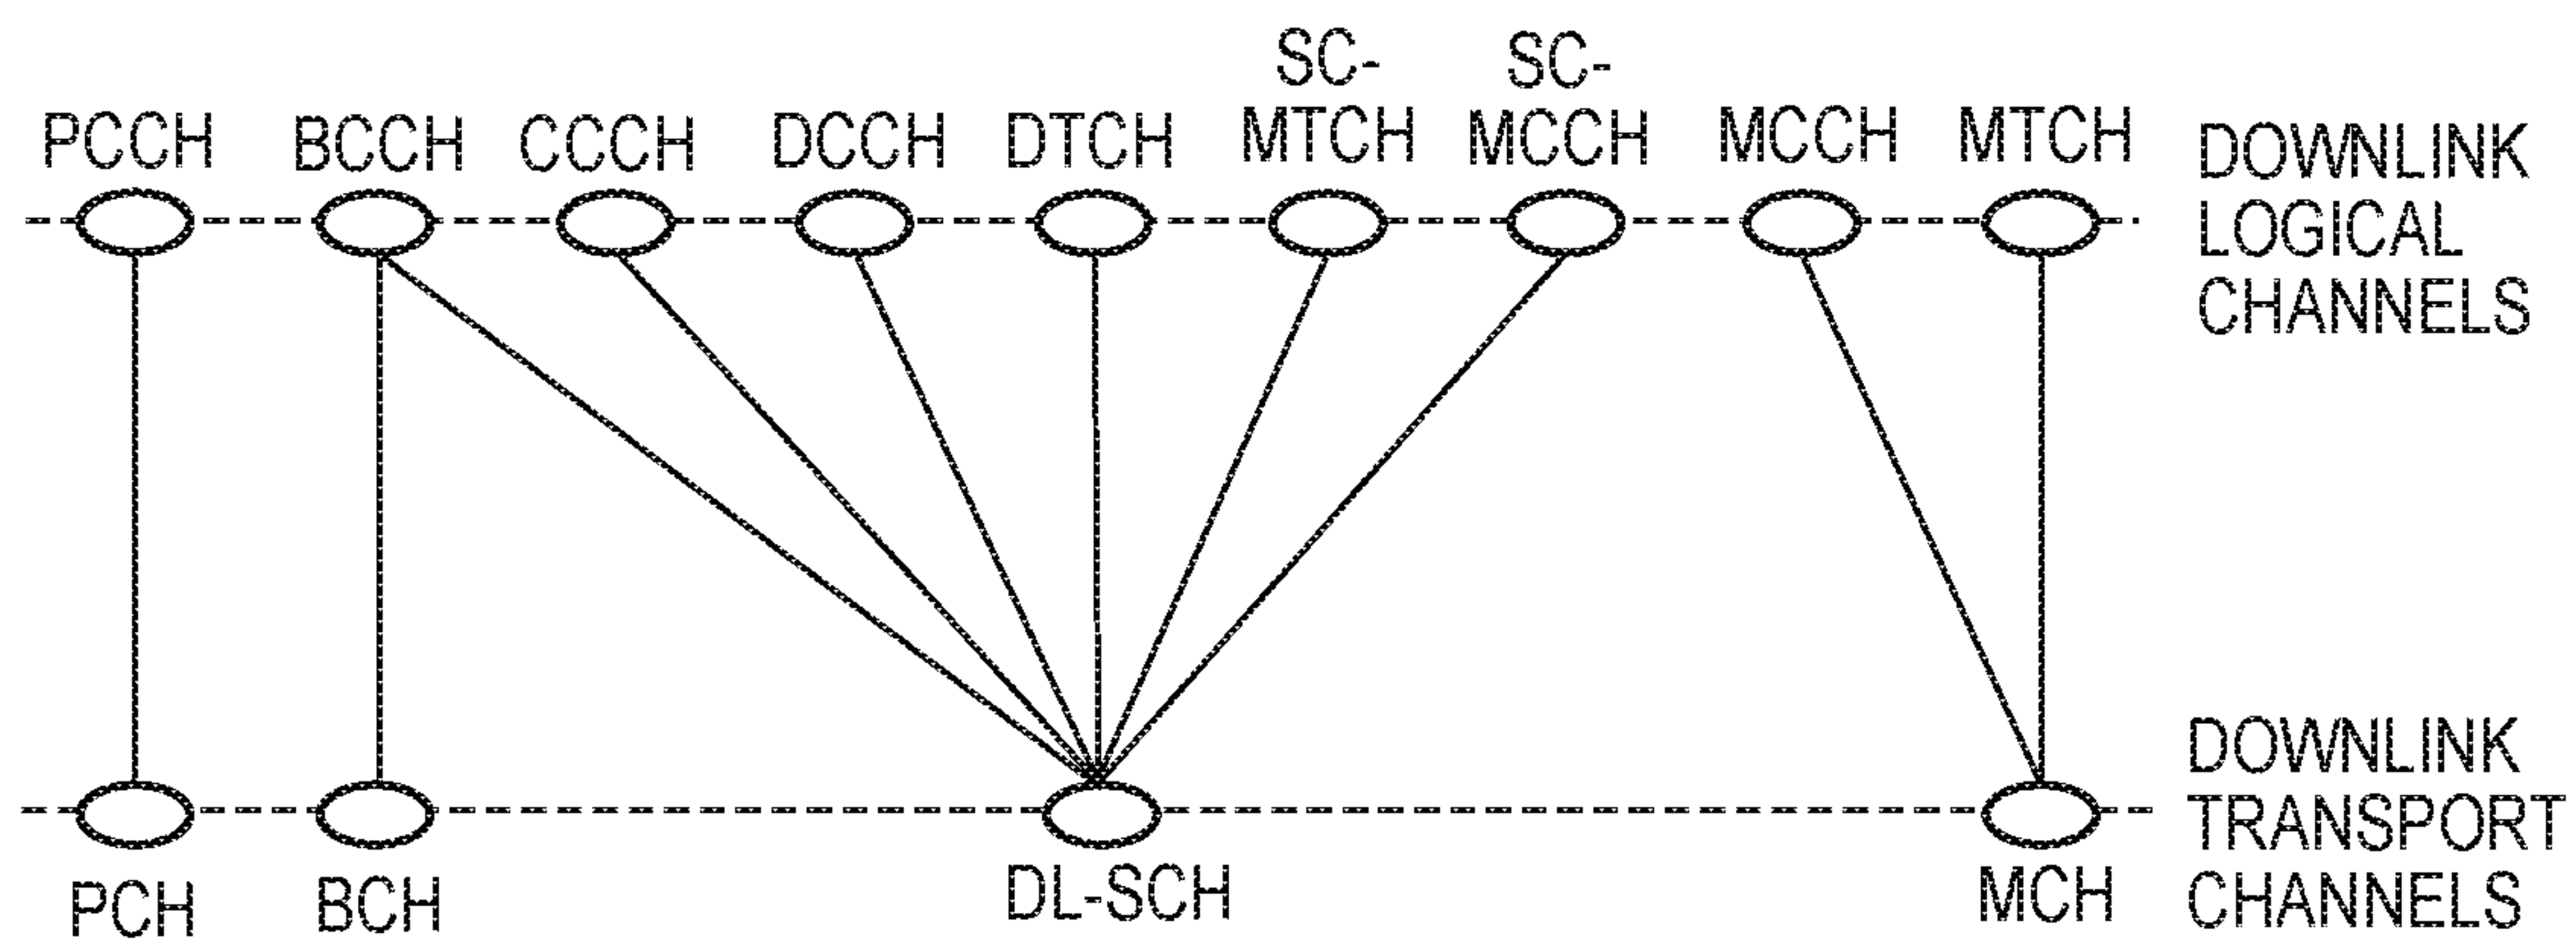 SC-
SC-
PCCH
BCCH
CCCH
DCCH
DTCH
MTCH
MCCH
MCCH
MTCH
DOWNLINK
LOGICAL
CHANNELS
PCH
BCH
DL-SCH
MCH
DOWNLINK
TRANSPORT
CHANNELS